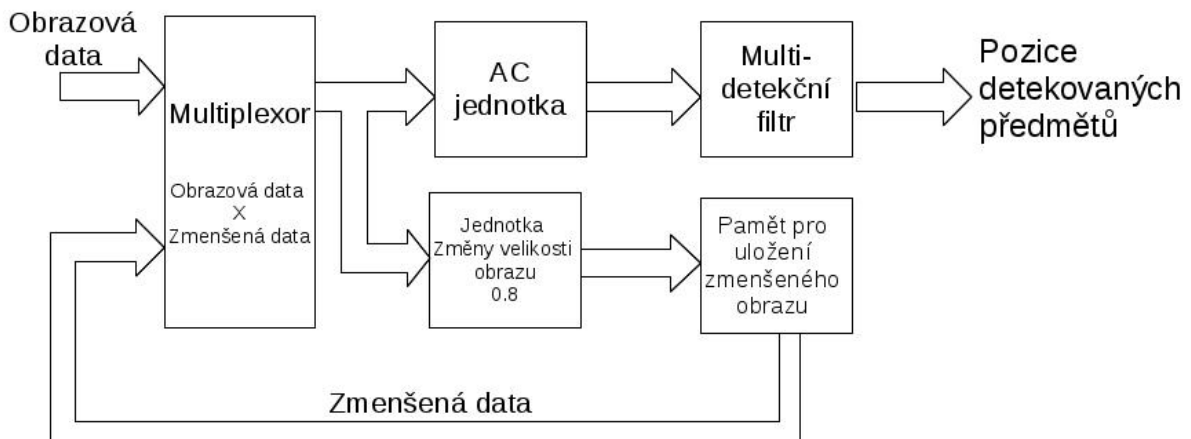 Obrazová
data
Multiplexor
Obrazová data
X
Zmenšená data
AC
jednotka
Multi-
detekční
filtr
Pozice
detekovaných
předmětů
Jednotka
Změny velikosti
obrazu
0.8
Pamět pro
uložení
zmenšeného
obrazu
Zmenšená data